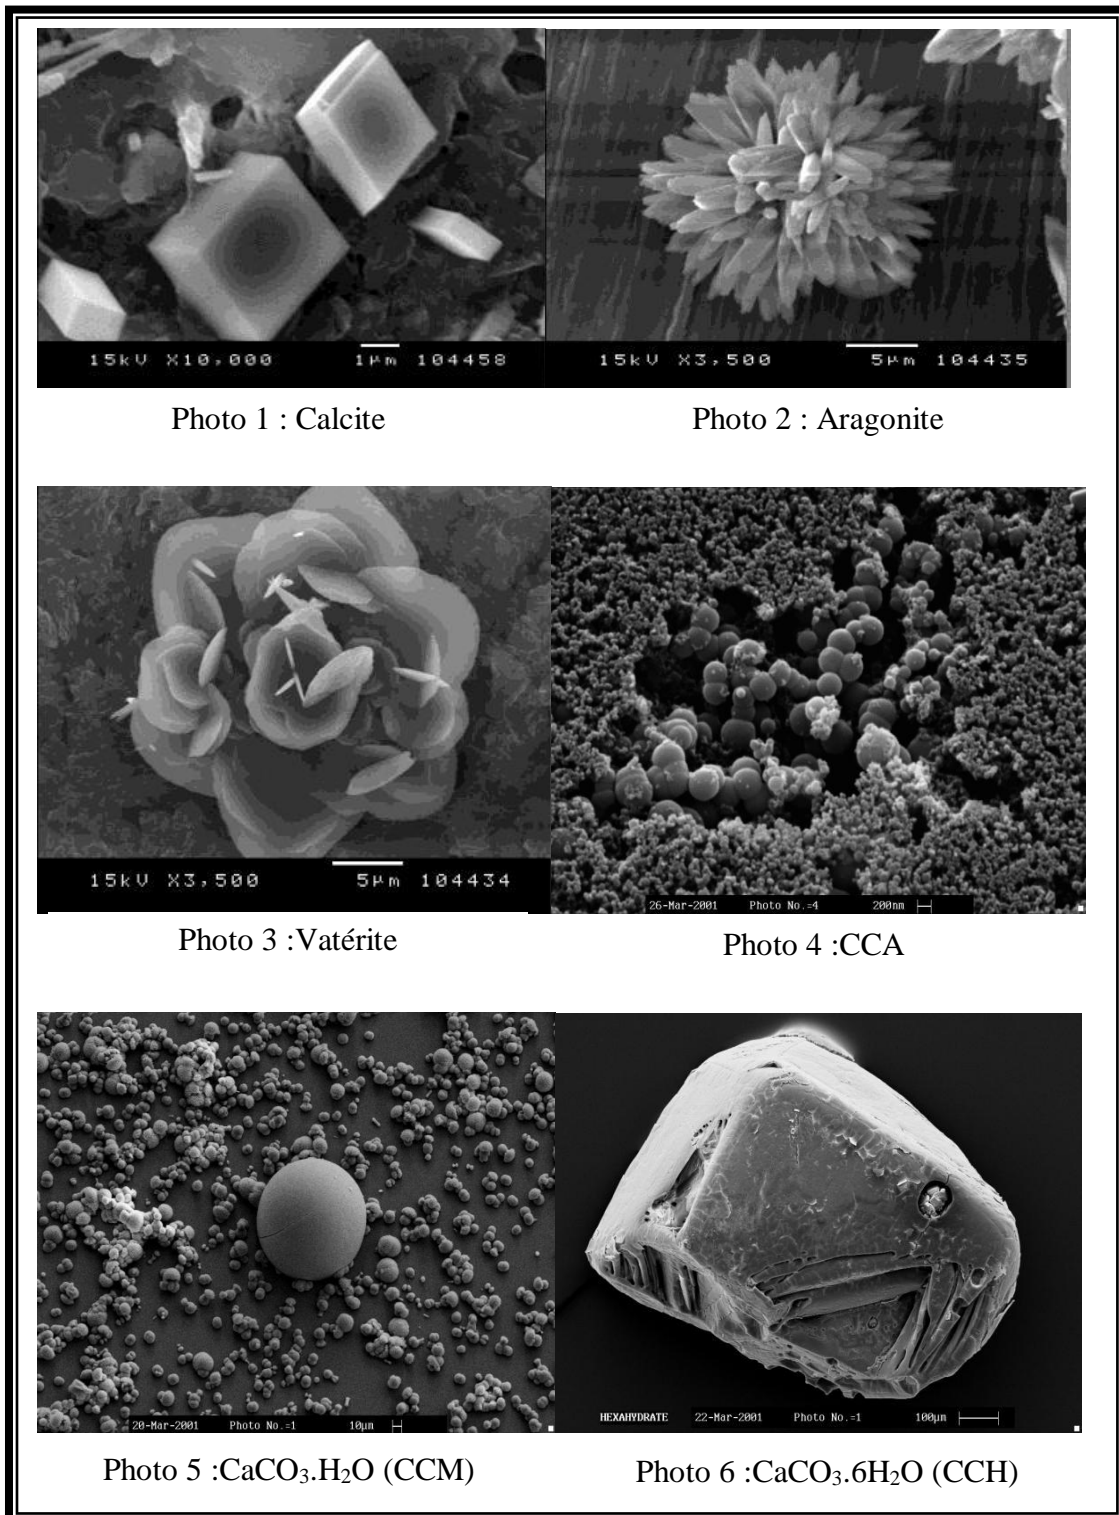 15kV X10,000 1µm 104458
15kV X3,500 5µm 104435
Photo 1 : Calcite
Photo 2 : Aragonite
15kV X3,500 5µm 104434
26-Mar-2001 Photo No.=4 200nm
Photo 3 :Vatérite
Photo 4 :CCA
20-Mar-2001 Photo No.=1 10µm
HEXAHYDRATE 22-Mar-2001 Photo No.=1 100µm
Photo 5 :CaCO₃.H₂O (CCM)
Photo 6 :CaCO₃.6H₂O (CCH)